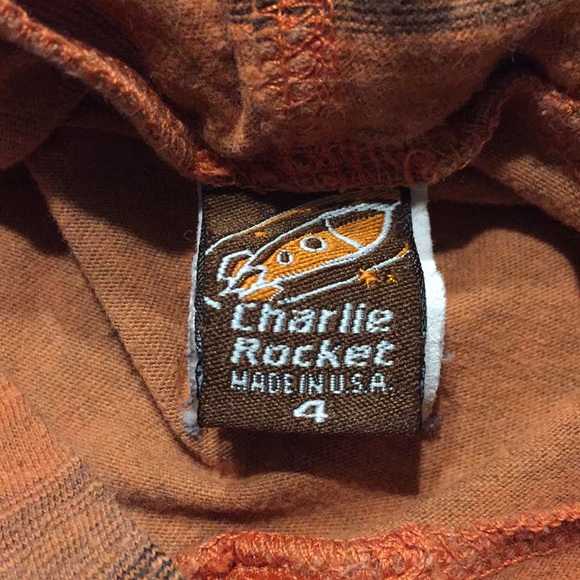 Charlie
Rocket
MADE IN U.S.A.
4